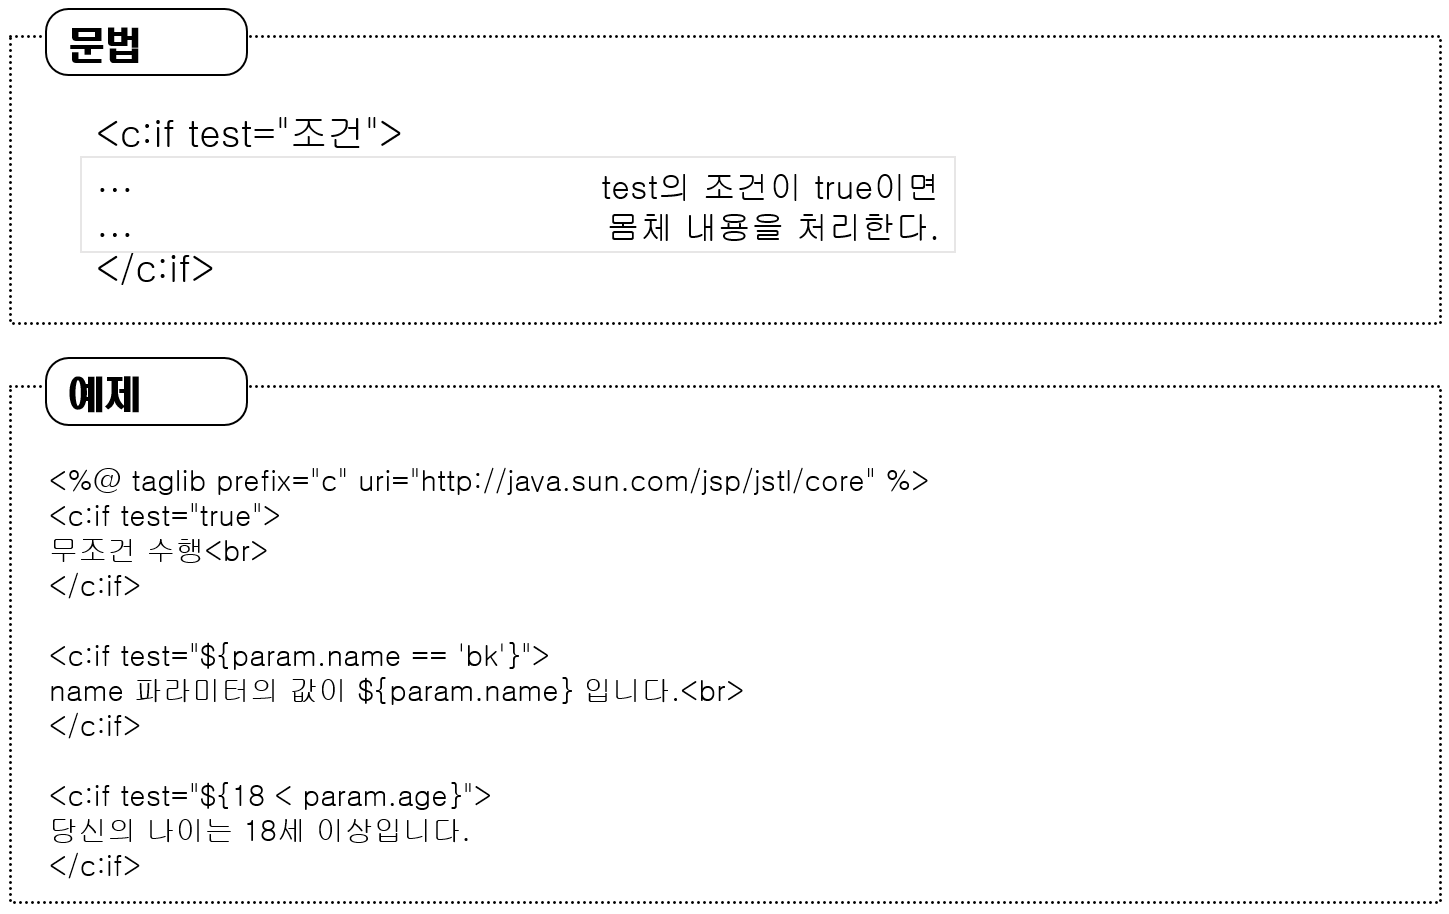 문법
<c:if test="조건">
... test의 조건이 true이면
... 몸체 내용을 처리한다.
</c:if>
예제
<%@ taglib prefix="c" uri="http://java.sun.com/jsp/jstl/core" %>
<c:if test="true">
무조건 수행<br>
</c:if>
<c:if test="${param.name == 'bk'}">
name 파라미터의 값이 ${param.name} 입니다.<br>
</c:if>
<c:if test="${18 < param.age}">
당신의 나이는 18세 이상입니다.
</c:if>